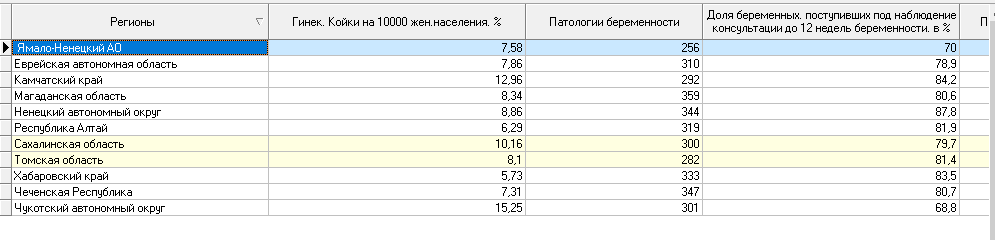 Регионы Гинек. Койки на 10000 жен.населения. % Патологии беременности Доля беременных. поступивших под наблюдение консультации до 12 недель беременности. в % П
Ямало-Ненецкий АО 7,58 256 70
Еврейская автономная область 7,86 310 78,9
Камчатский край 12,96 292 84,2
Магаданская область 8,34 359 80,6
Ненецкий автономный округ 8,86 344 87,8
Республика Алтай 6,29 319 81,9
Сахалинская область 10,16 300 79,7
Томская область 8,1 282 81,4
Хабаровский край 5,73 333 83,5
Чеченская Республика 7,31 347 80,7
Чукотский автономный округ 15,25 301 68,8